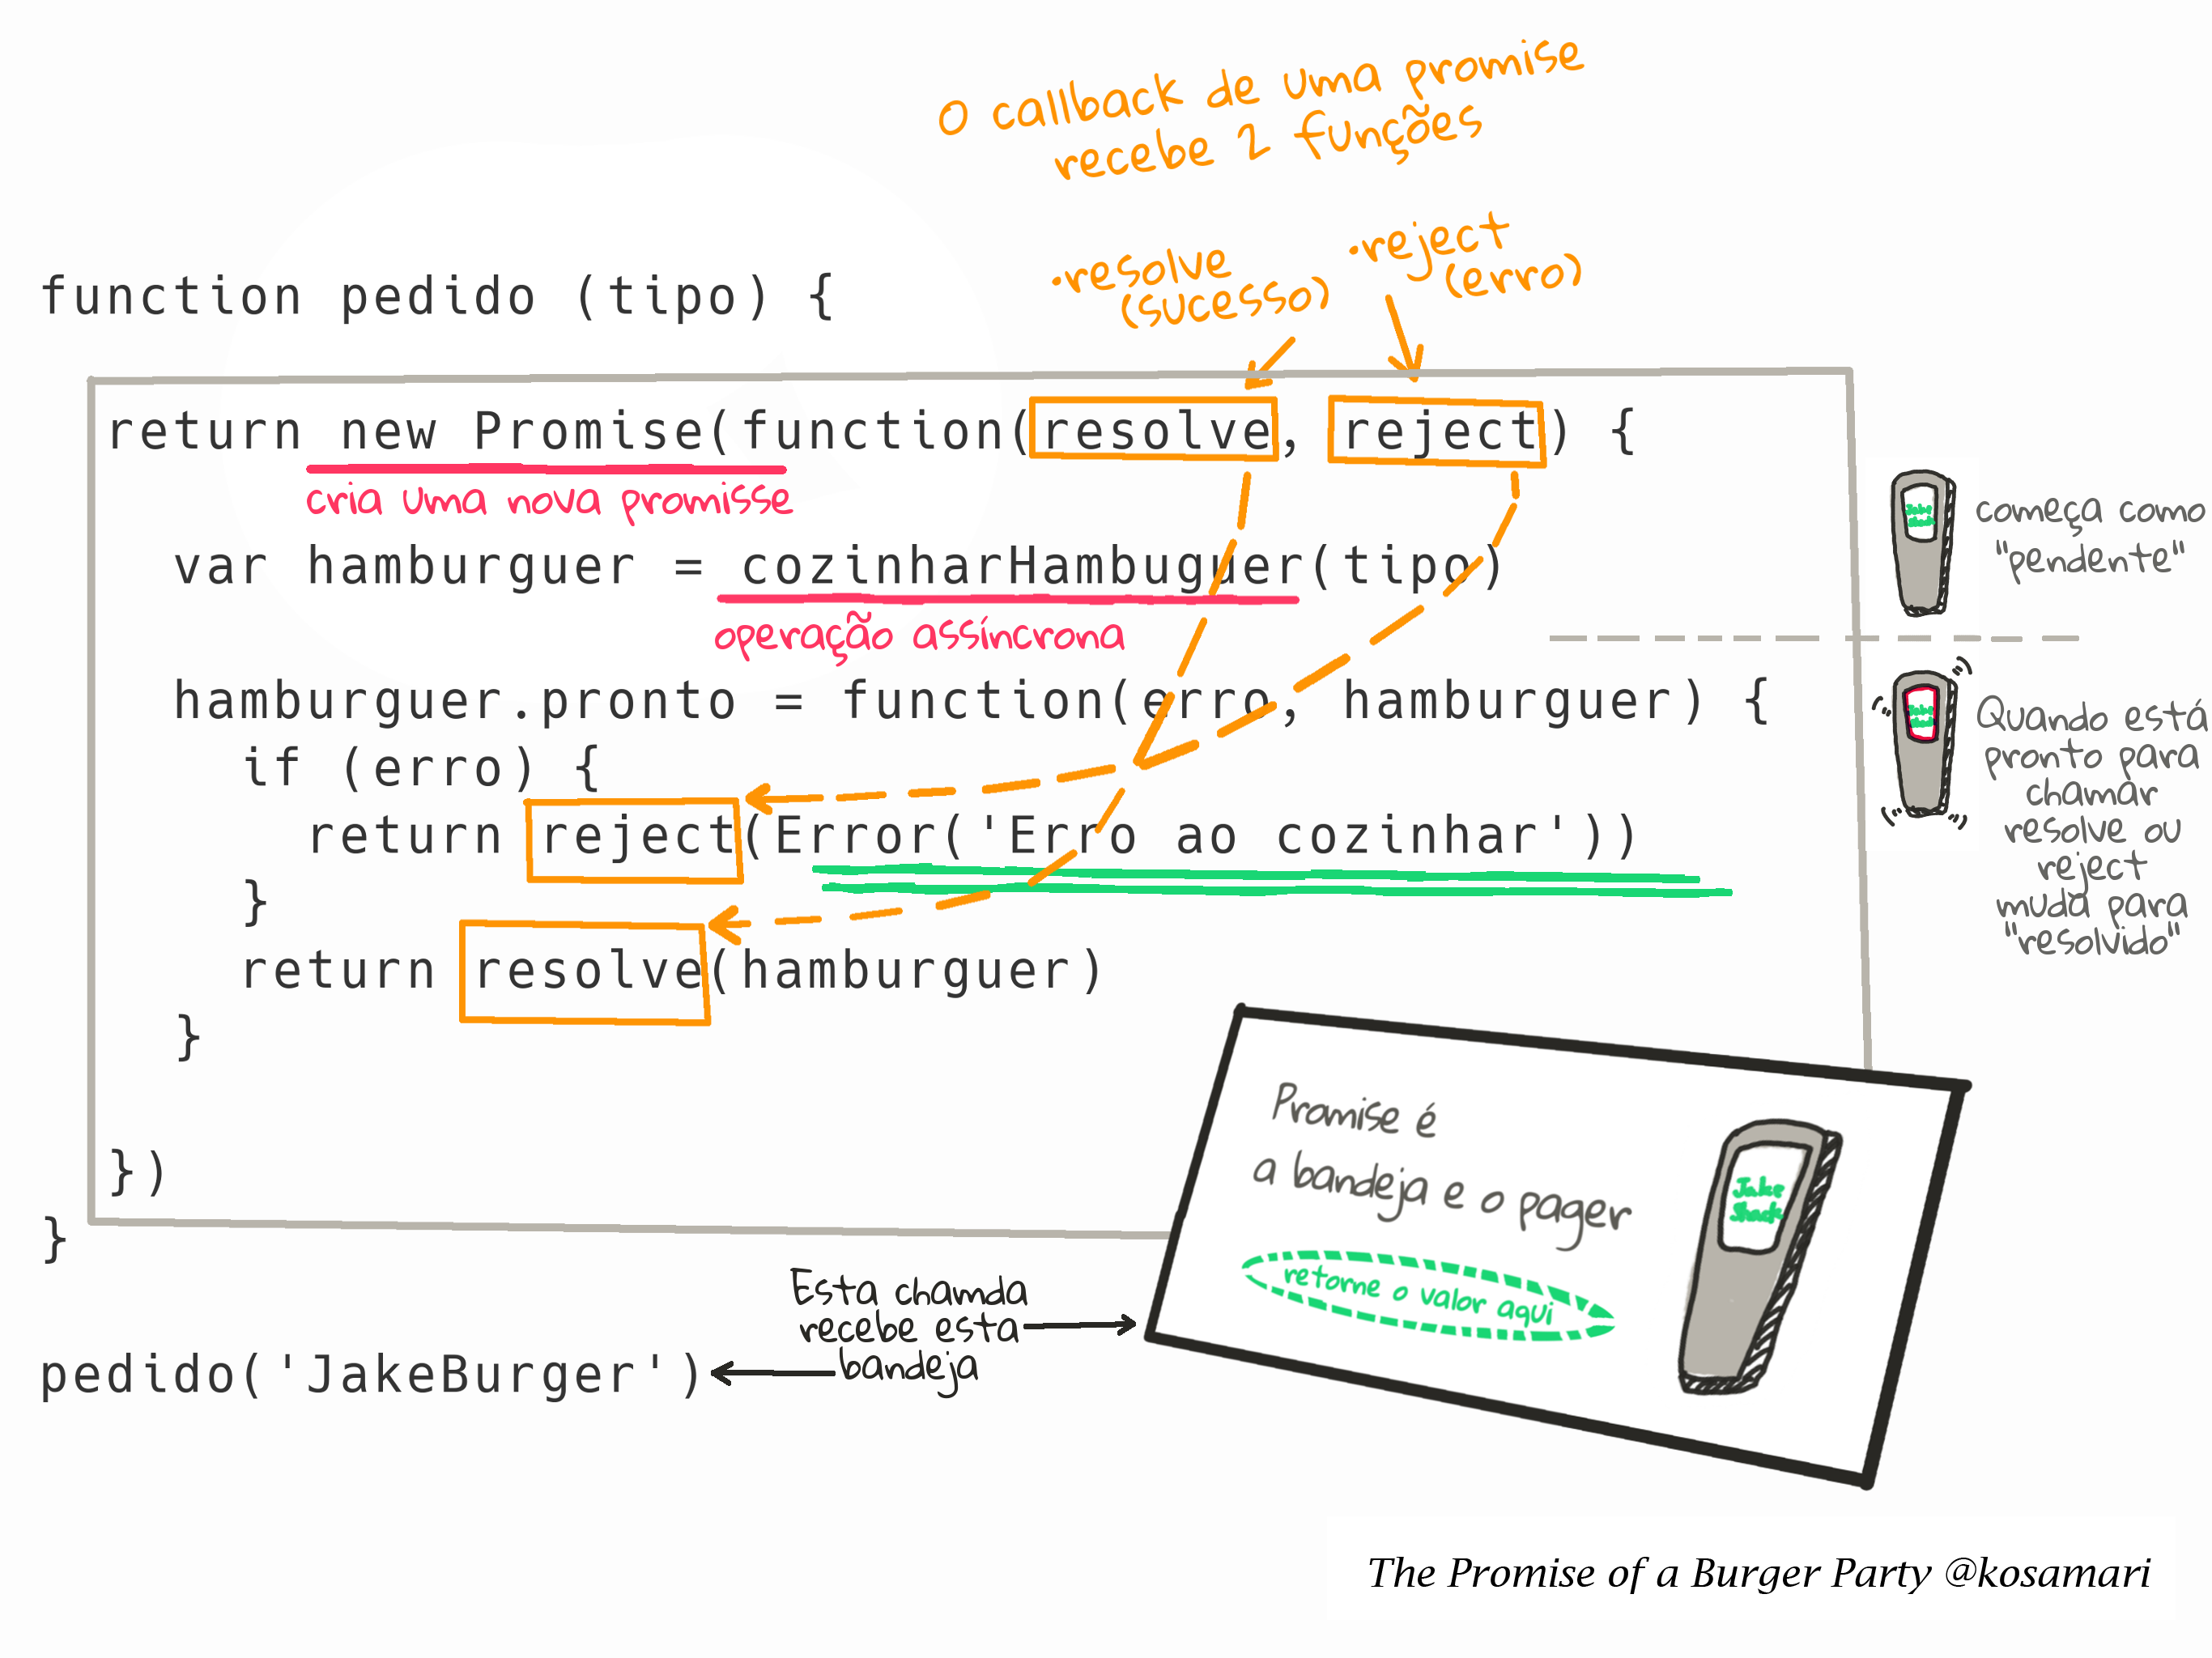 O callback de uma promise
recebe 2 funções
·resolve
(sucesso)
·reject
(erro)
function pedido (tipo) {
return new Promise(function(resolve, reject) {
cria uma nova promisse
var hamburguer = cozinharHambuguer(tipo)
operação assíncrona
hamburguer.pronto = function(erro, hamburguer) {
if (erro) {
return reject(Error('Erro ao cozinhar'))
}
return resolve(hamburguer)
}
})
}
Jake
Shack
começa como
"pendente"
Jake
Shack
Quando está
pronto para
chamar
resolve ou
reject
muda para
"resolvido"
Promise é
a bandeja e o pager
retorne o valor aqui
Jake
Shack
Esta chamda
recebe esta
bandeja
pedido('JakeBurger')
The Promise of a Burger Party @kosamari